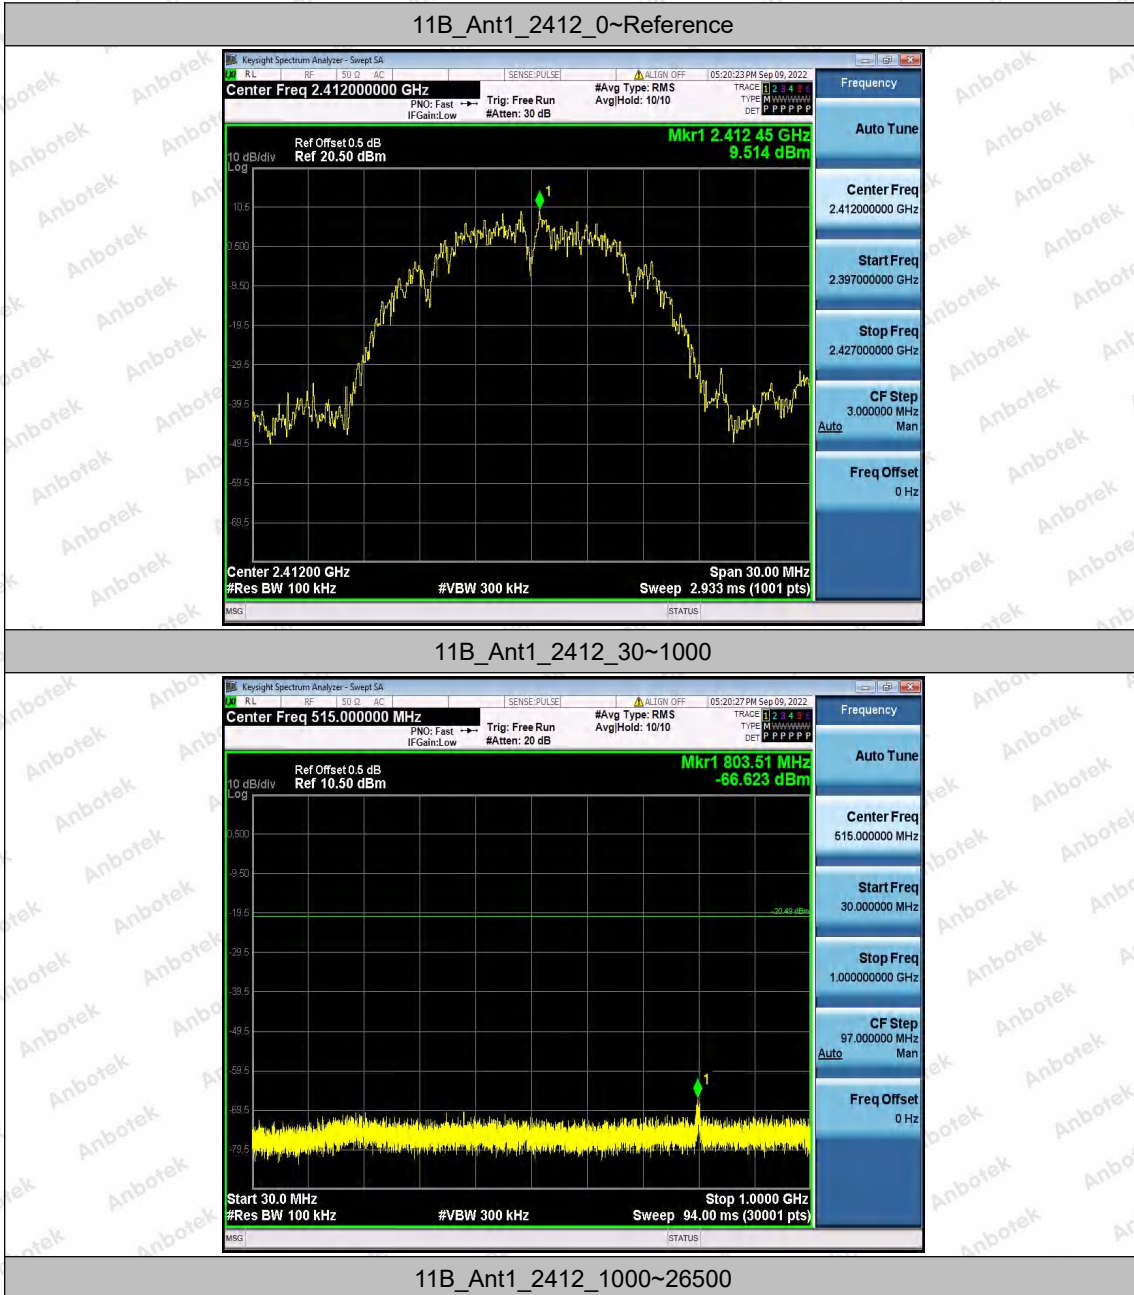 11B_Ant1_2412_0~Reference
Keysight Spectrum Analyzer - Swept SA
RL RF 50 Ω AC SENSE:PULSE ALIGN OFF 05:20:23 PM Sep 09, 2022
Center Freq 2.412000000 GHz #Avg Type: RMS TRACE 1 2 3 4 5 6
PNO: Fast Trig: Free Run Avg|Hold: 10/10 TYPE M WWWWW
IFGain:Low #Atten: 30 dB DET P P P P P P
Ref Offset 0.5 dB Mkr1 2.412 45 GHz
10 dB/div Ref 20.50 dBm 9.514 dBm
Log
1
10.5
0.500
-9.50
-19.5
-29.5
-39.5
-49.5
-59.5
-69.5
Center 2.41200 GHz Span 30.00 MHz
#Res BW 100 kHz #VBW 300 kHz Sweep 2.933 ms (1001 pts)
MSG STATUS
Frequency
Auto Tune
Center Freq
2.412000000 GHz
Start Freq
2.397000000 GHz
Stop Freq
2.427000000 GHz
CF Step
3.000000 MHz
Auto Man
Freq Offset
0 Hz
11B_Ant1_2412_30~1000
Keysight Spectrum Analyzer - Swept SA
RL RF 50 Ω AC SENSE:PULSE ALIGN OFF 05:20:27 PM Sep 09, 2022
Center Freq 515.000000 MHz #Avg Type: RMS TRACE 1 2 3 4 5 6
PNO: Fast Trig: Free Run Avg|Hold: 10/10 TYPE M WWWWW
IFGain:Low #Atten: 20 dB DET P P P P P P
Ref Offset 0.5 dB Mkr1 803.51 MHz
10 dB/div Ref 10.50 dBm -66.623 dBm
Log
0.500
-9.50
-19.5
-20.49 dBm
-29.5
-39.5
-49.5
-59.5
1
-69.5
-79.5
Start 30.0 MHz Stop 1.0000 GHz
#Res BW 100 kHz #VBW 300 kHz Sweep 94.00 ms (30001 pts)
MSG STATUS
Frequency
Auto Tune
Center Freq
515.000000 MHz
Start Freq
30.000000 MHz
Stop Freq
1.000000000 GHz
CF Step
97.000000 MHz
Auto Man
Freq Offset
0 Hz
11B_Ant1_2412_1000~26500
Anbotek